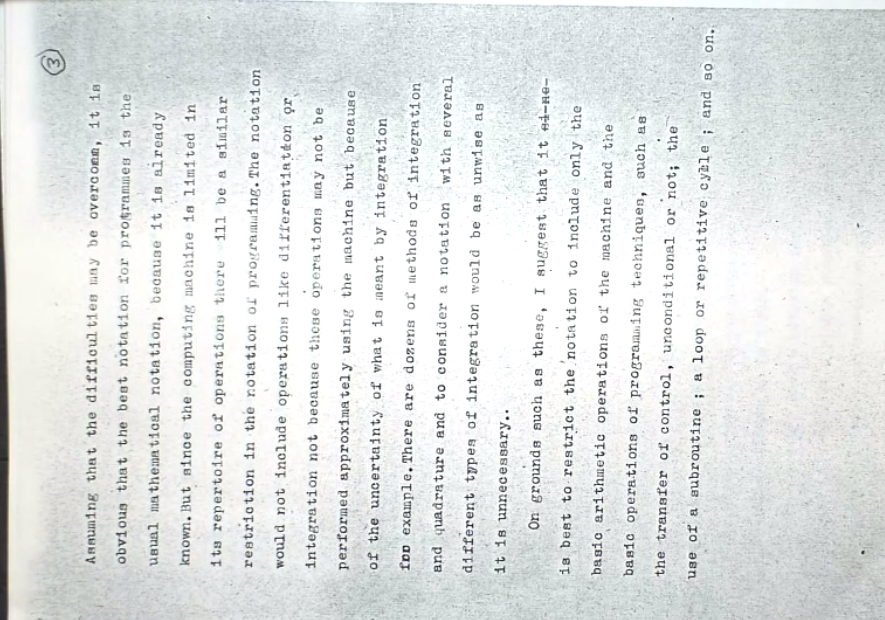 3
Assuming that the difficulties may be overcomm, it is
obvious that the best notation for programmes is the
usual mathematical notation, because it is already
known.But since the computing machine is limited in
its repertoire of operations there ill be a similar
restriction in the notation of programming.The notation
would not include operations like differentiation or
integration not because these operations may not be
performed approximately using the machine but because
of the uncertainty of what is meant by integration
foo example.There are dozens of methods of integration
and quadrature and to consider a notation with several
different types of integration would be as unwise as
it is unnecessary..
On grounds such as these, I suggest that it
is best to restrict the notation to include only the
basic arithmetic operations of the machine and the
basic operations of programming techniques, such as
the transfer of control, unconditional or not; the
use of a subroutine ; a loop or repetitive cycle ; and so on.